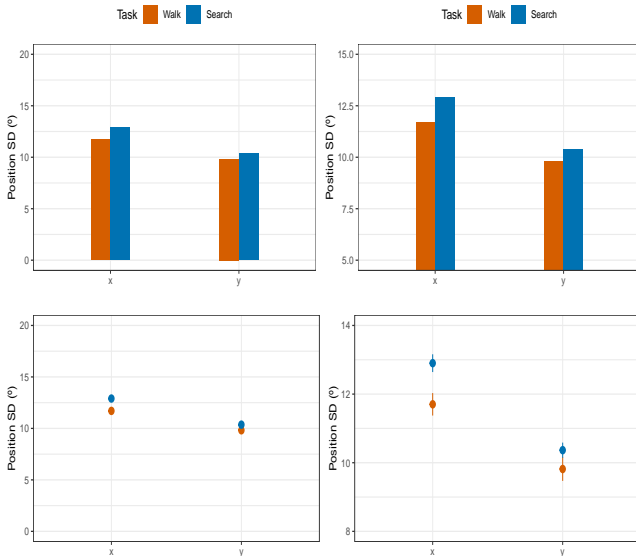 Task Walk Search
20
15
10
5
0
Position SD (º)
x y
Task Walk Search
15.0
12.5
10.0
7.5
5.0
Position SD (º)
x y
20
15
10
5
0
Position SD (º)
x y
14
12
10
8
Position SD (º)
x y